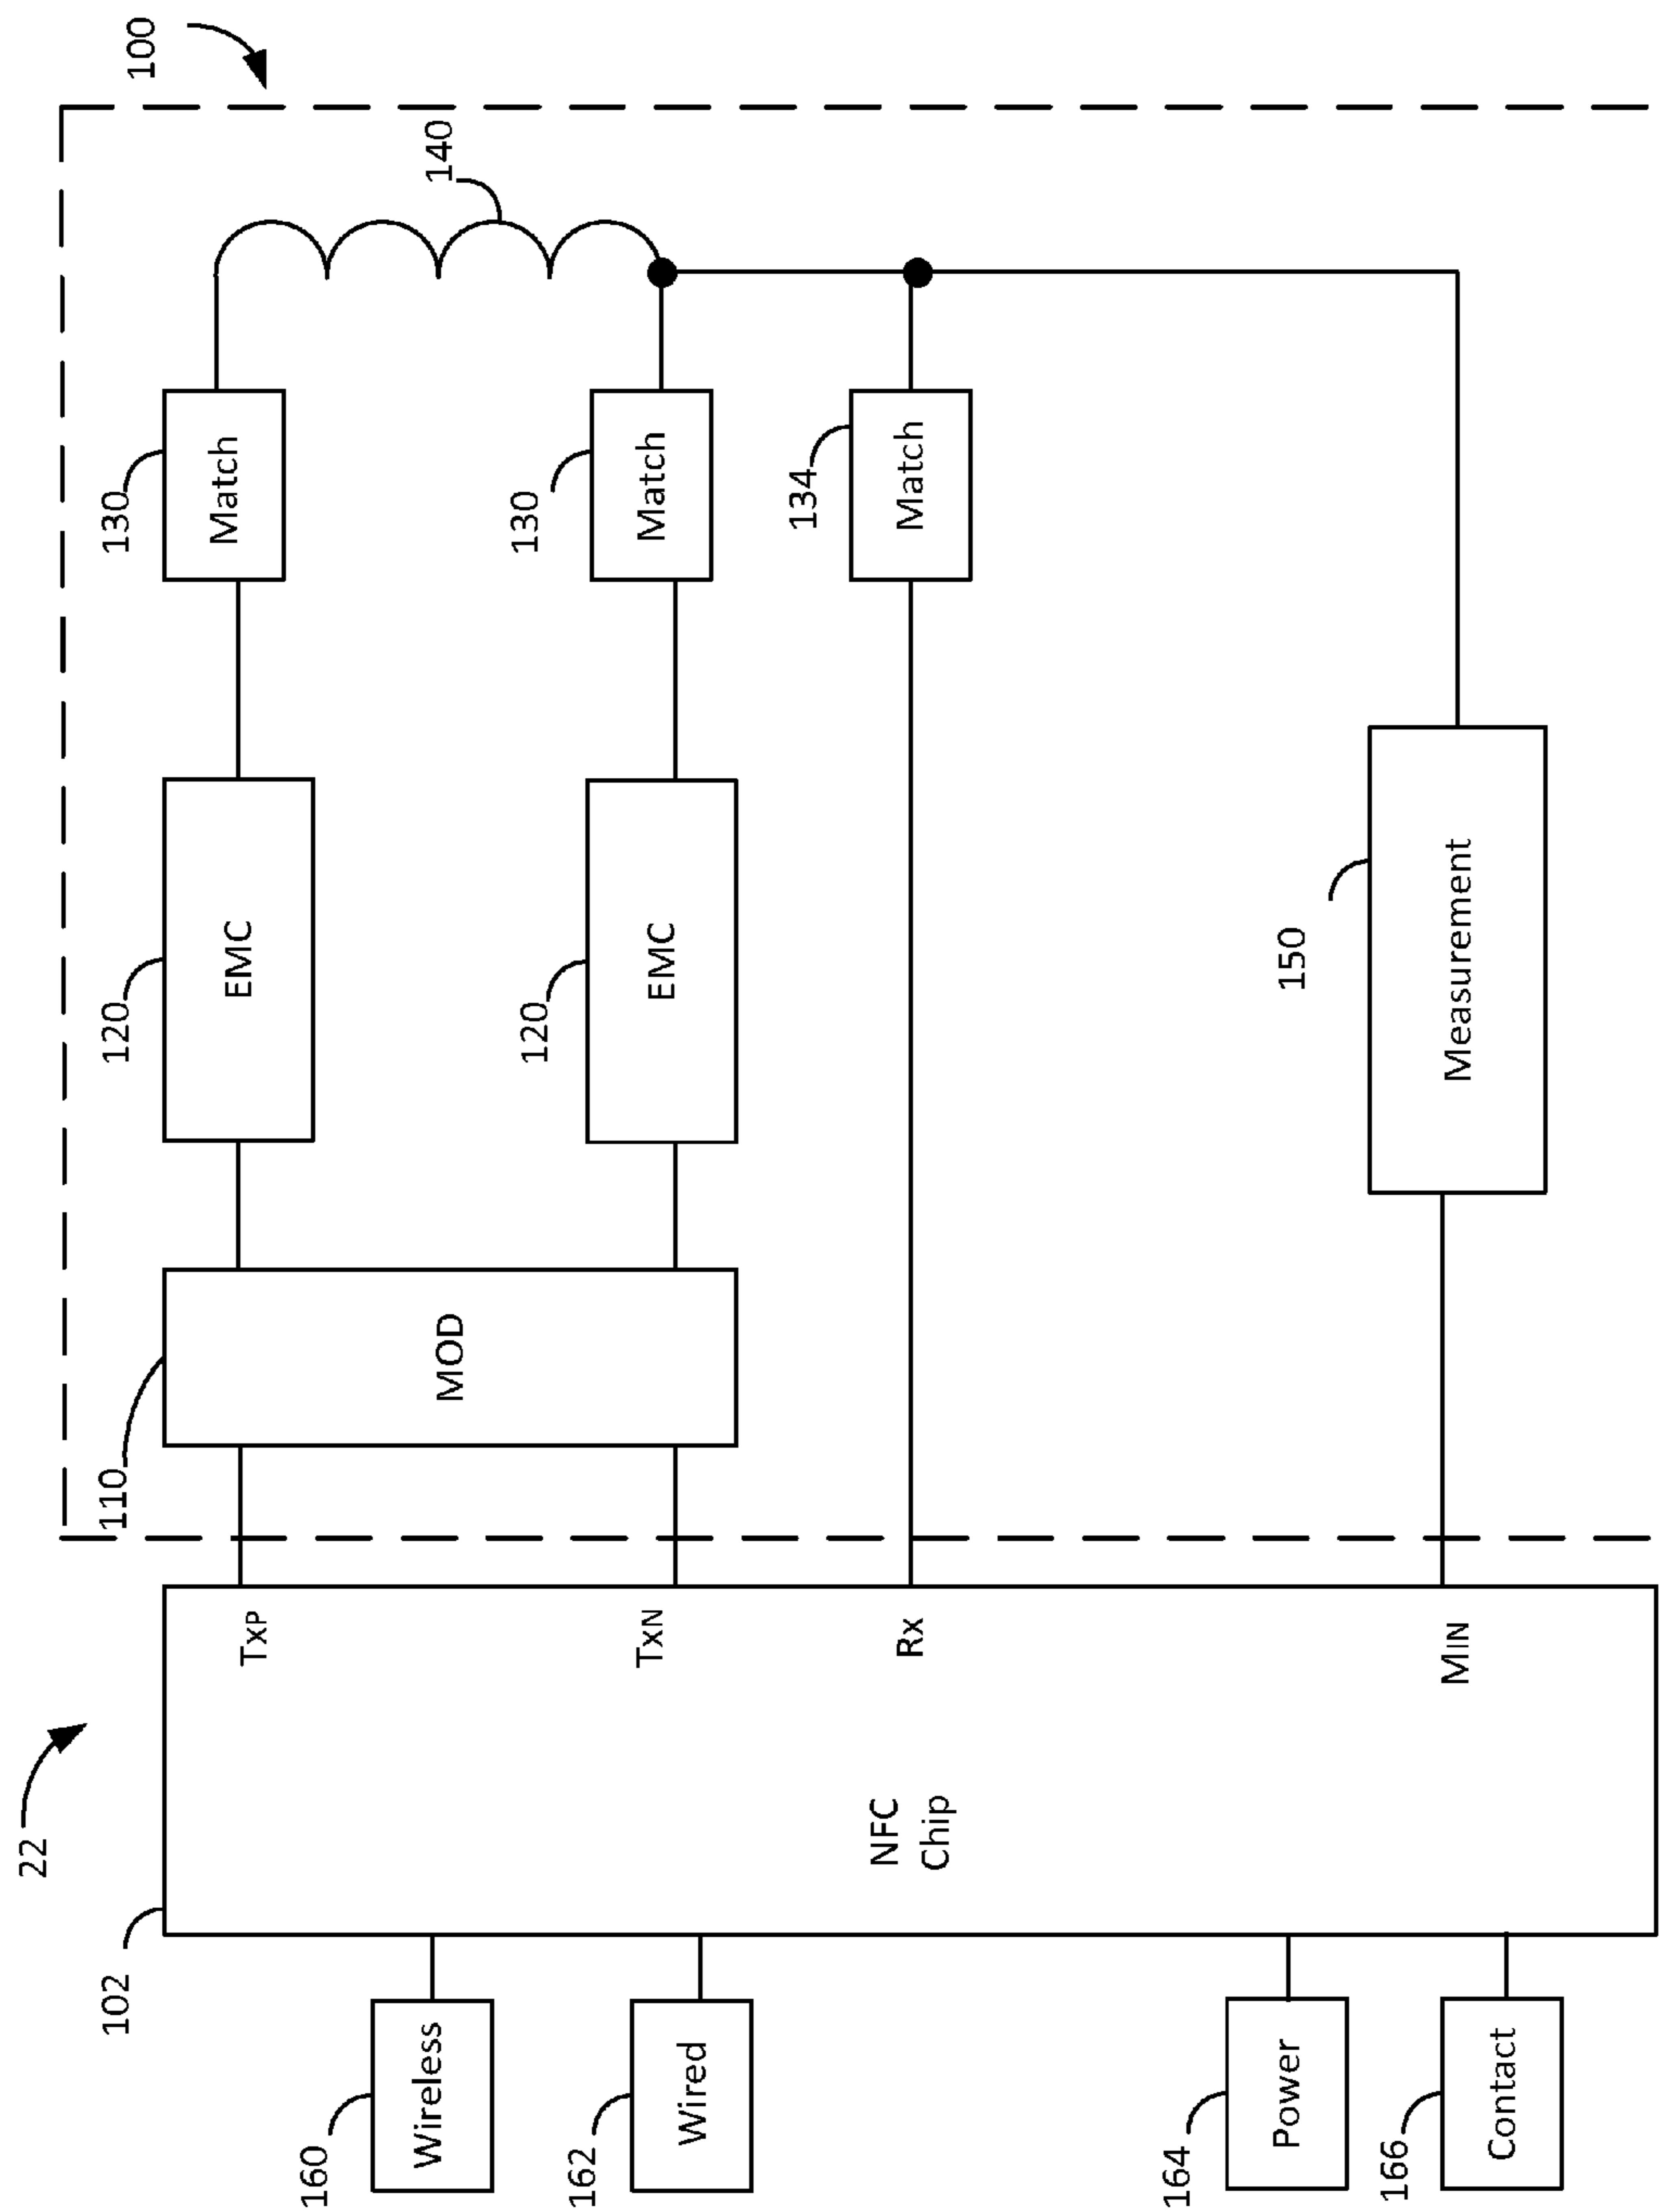 22
100
102
110
120
130
140
TxP
EMC
Match
MOD
120
130
TxN
EMC
Match
134
Rx
Match
NFC
Chip
150
MIN
Measurement
160
Wireless
162
Wired
164
Power
166
Contact